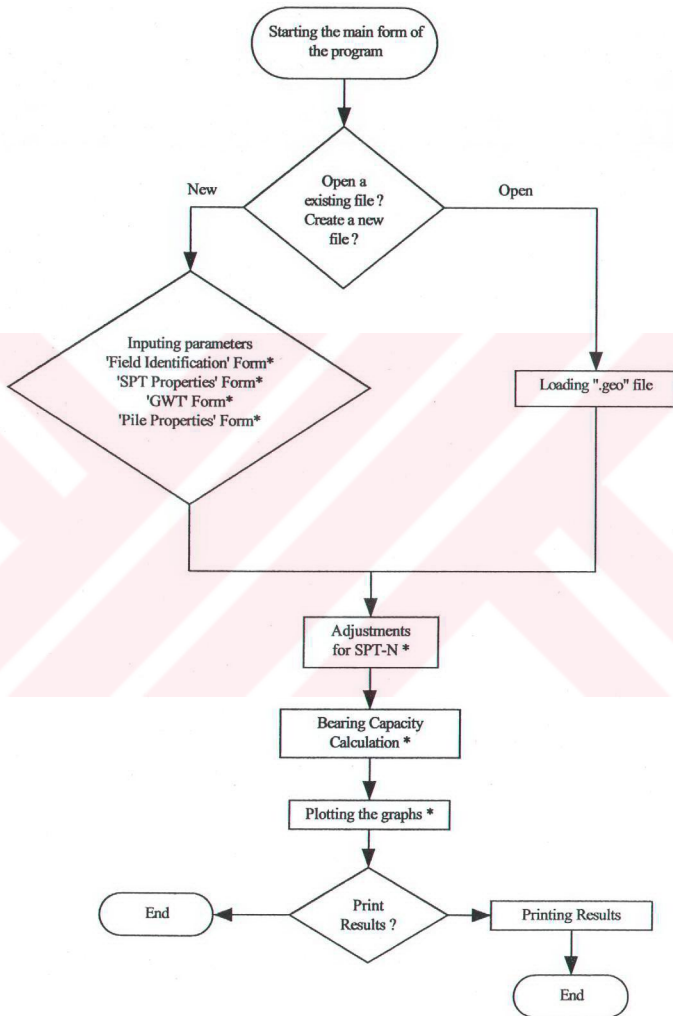 Starting the main form of
the program
Open a
existing file ?
Create a new
file ?
New
Open
Inputing parameters
'Field Identification' Form*
'SPT Properties' Form*
'GWT' Form*
'Pile Properties' Form*
Loading ".geo" file
Adjustments
for SPT-N *
Bearing Capacity
Calculation *
Plotting the graphs *
Print
Results ?
End
Printing Results
End